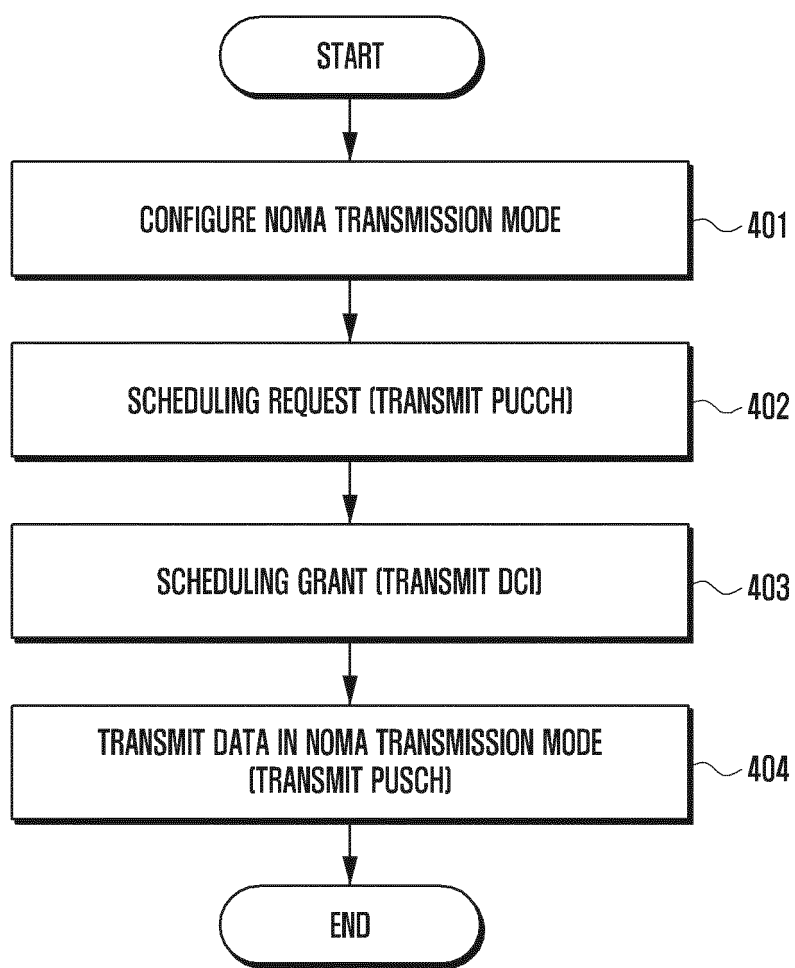 START
CONFIGURE NOMA TRANSMISSION MODE
401
SCHEDULING REQUEST (TRANSMIT PUCCH)
402
SCHEDULING GRANT (TRANSMIT DCI)
403
TRANSMIT DATA IN NOMA TRANSMISSION MODE
(TRANSMIT PUSCH)
404
END